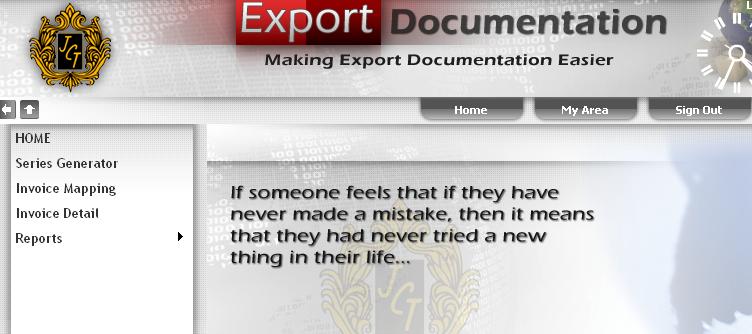 Export Documentation
JCT
Making Export Documentation Easier
Home
My Area
Sign Out
HOME
Series Generator
Invoice Mapping
Invoice Detail
Reports
If someone feels that if they have
never made a mistake, then it means
that they had never tried a new
thing in their life...
JCT